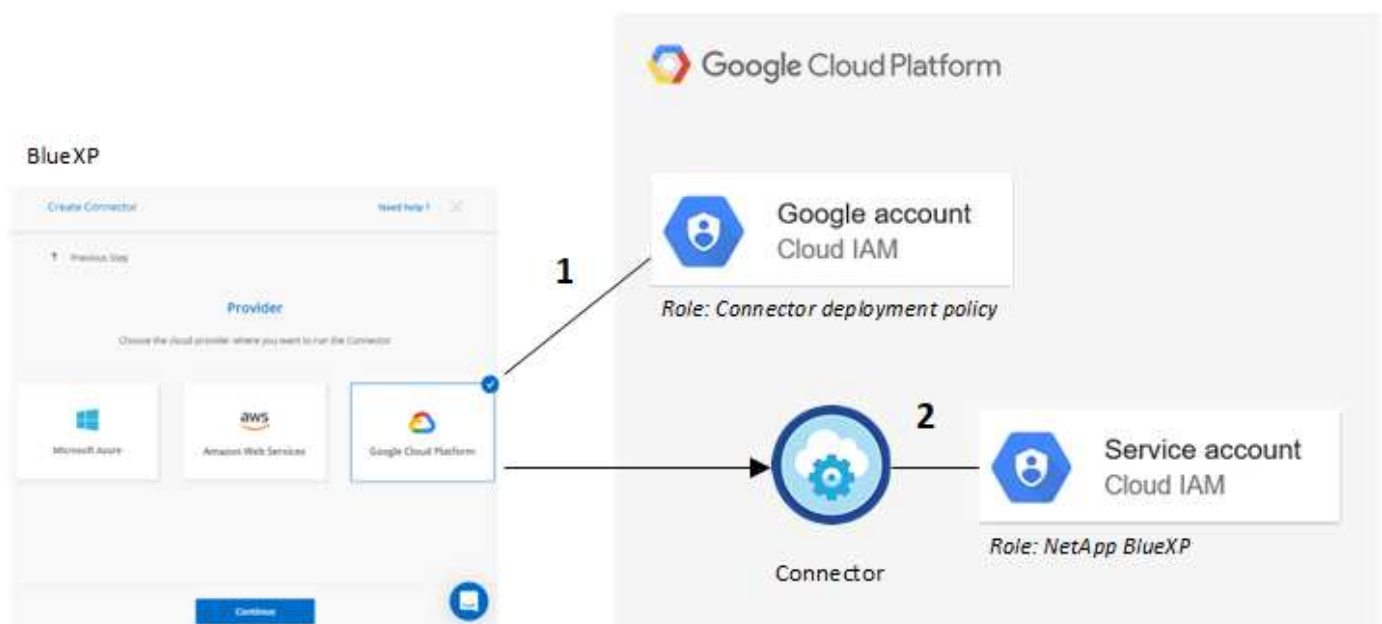 Google Cloud Platform
BlueXP
Create Connector
Need help?
Previous Step
1
Google account
Cloud IAM
Role: Connector deployment policy
Provider
Choose the cloud provider where you want to run the Connector
Microsoft Azure
aws
Amazon Web Services
Google Cloud Platform
2
Service account
Cloud IAM
Role: NetApp BlueXP
Connector
Continue